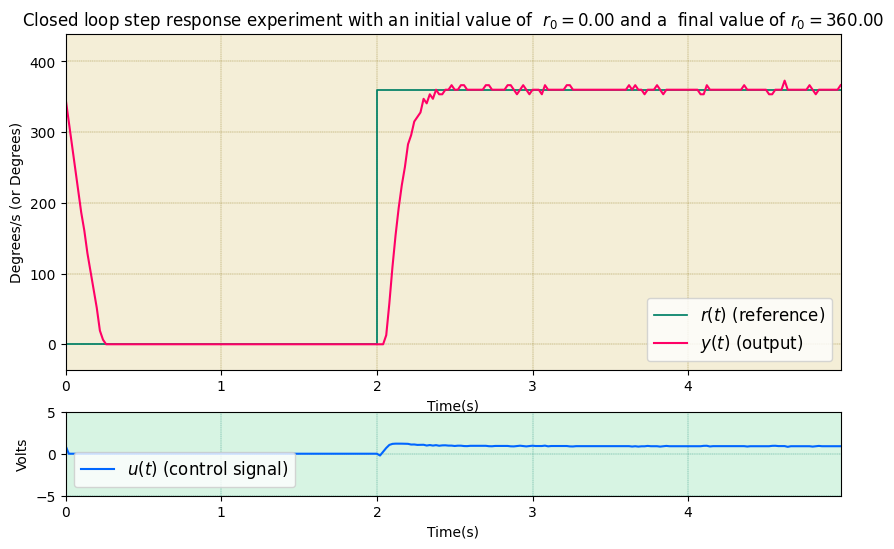 Closed loop step response experiment with an initial value of  r₀ = 0.00 and a  final value of r₀ = 360.00
Degrees/s (or Degrees)
400
300
200
100
0
r(t) (reference)
y(t) (output)
0 1 2 3 4
Time(s)
Volts
5
0
−5
u(t) (control signal)
0 1 2 3 4
Time(s)